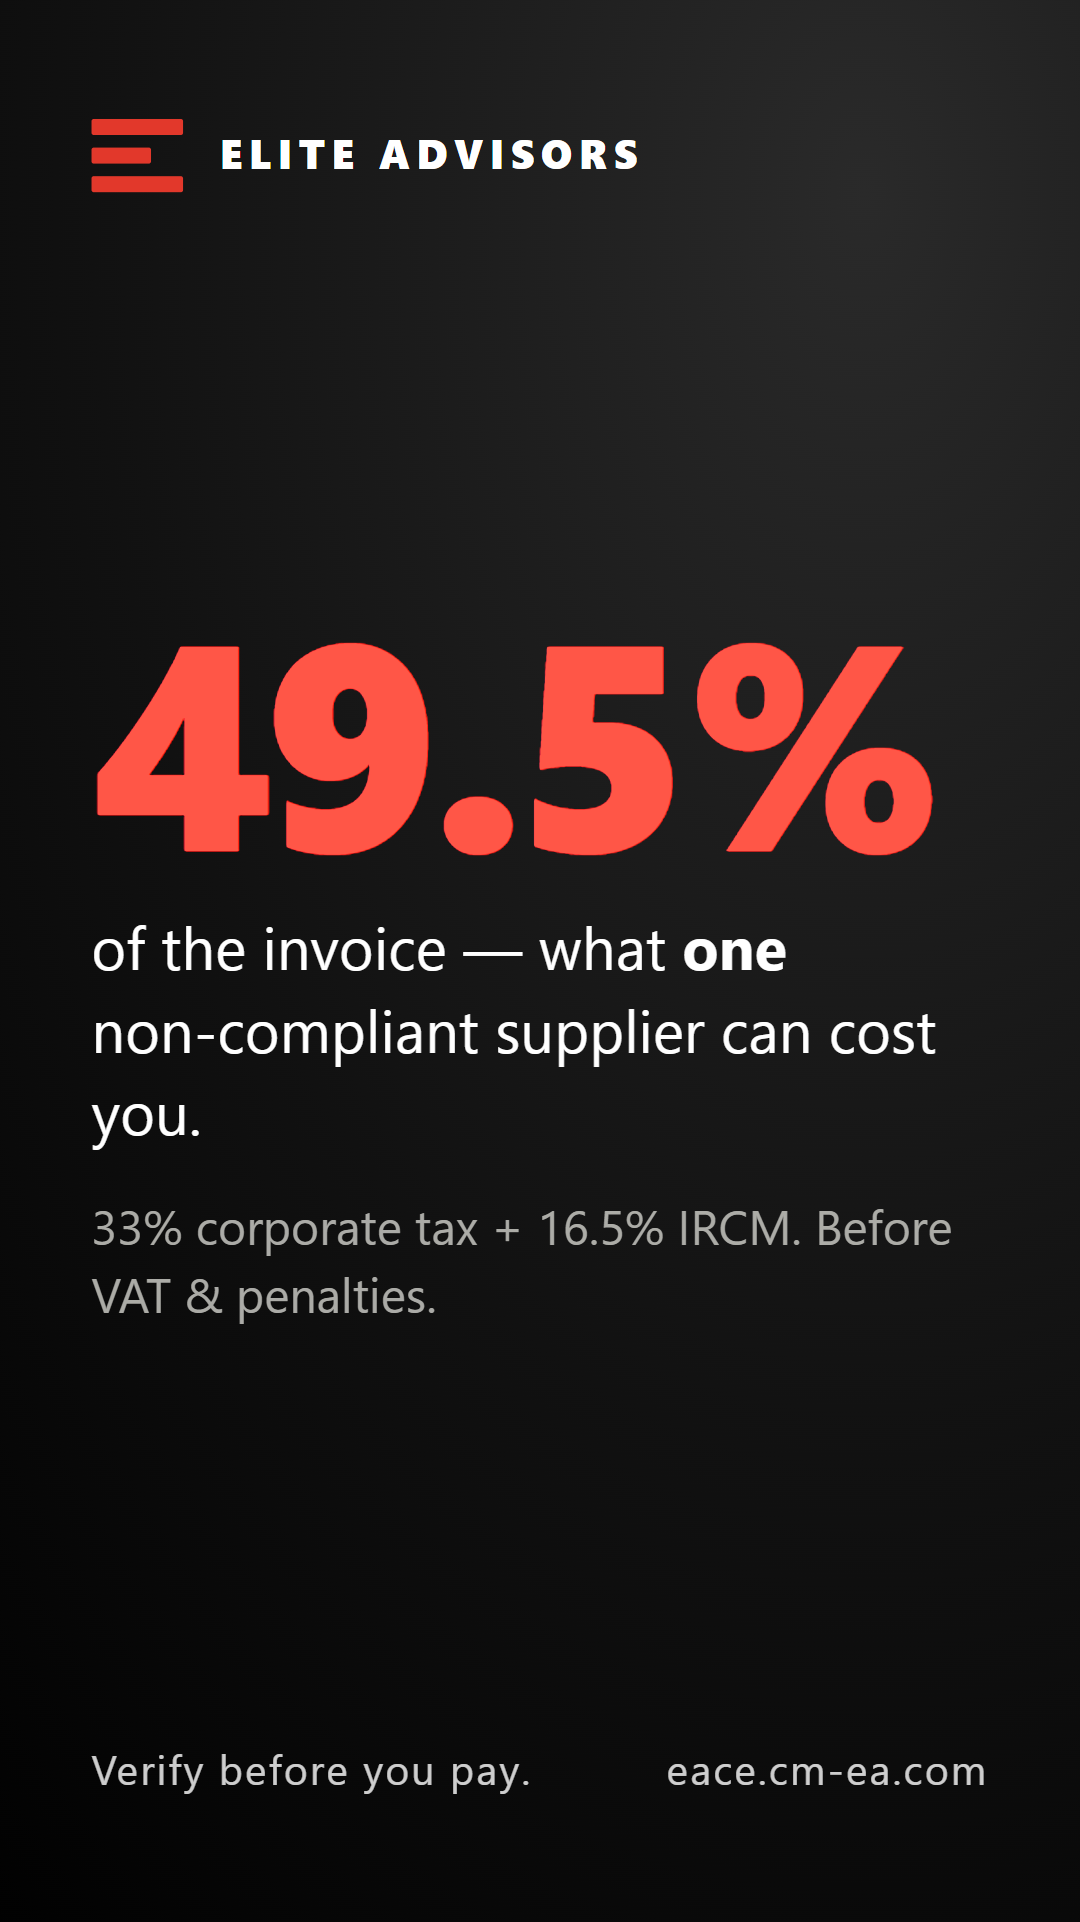 ELITE ADVISORS
49.5%
of the invoice — what one
non-compliant supplier can cost
you.
33% corporate tax + 16.5% IRCM. Before
VAT & penalties.
Verify before you pay.
eace.cm-ea.com